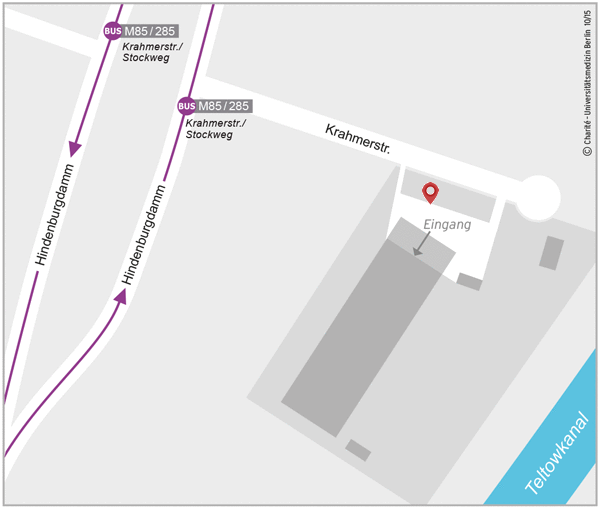 BUS M85/285
Krahmerstr./
Stockweg
BUS M85/285
Krahmerstr./
Stockweg
Krahmerstr.
Hindenburgdamm
Hindenburgdamm
Eingang
Teltowkanal
© Charité - Universitätsmedizin Berlin 10/15